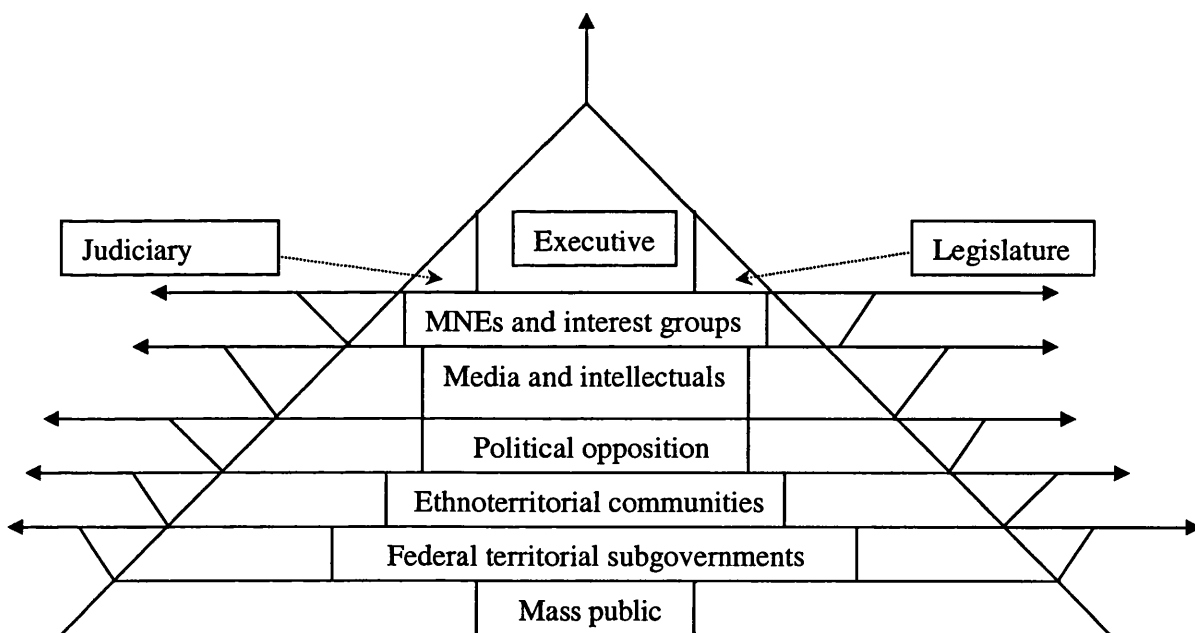 Judiciary
Executive
Legislature
MNEs and interest groups
Media and intellectuals
Political opposition
Ethnoterritorial communities
Federal territorial subgovernments
Mass public